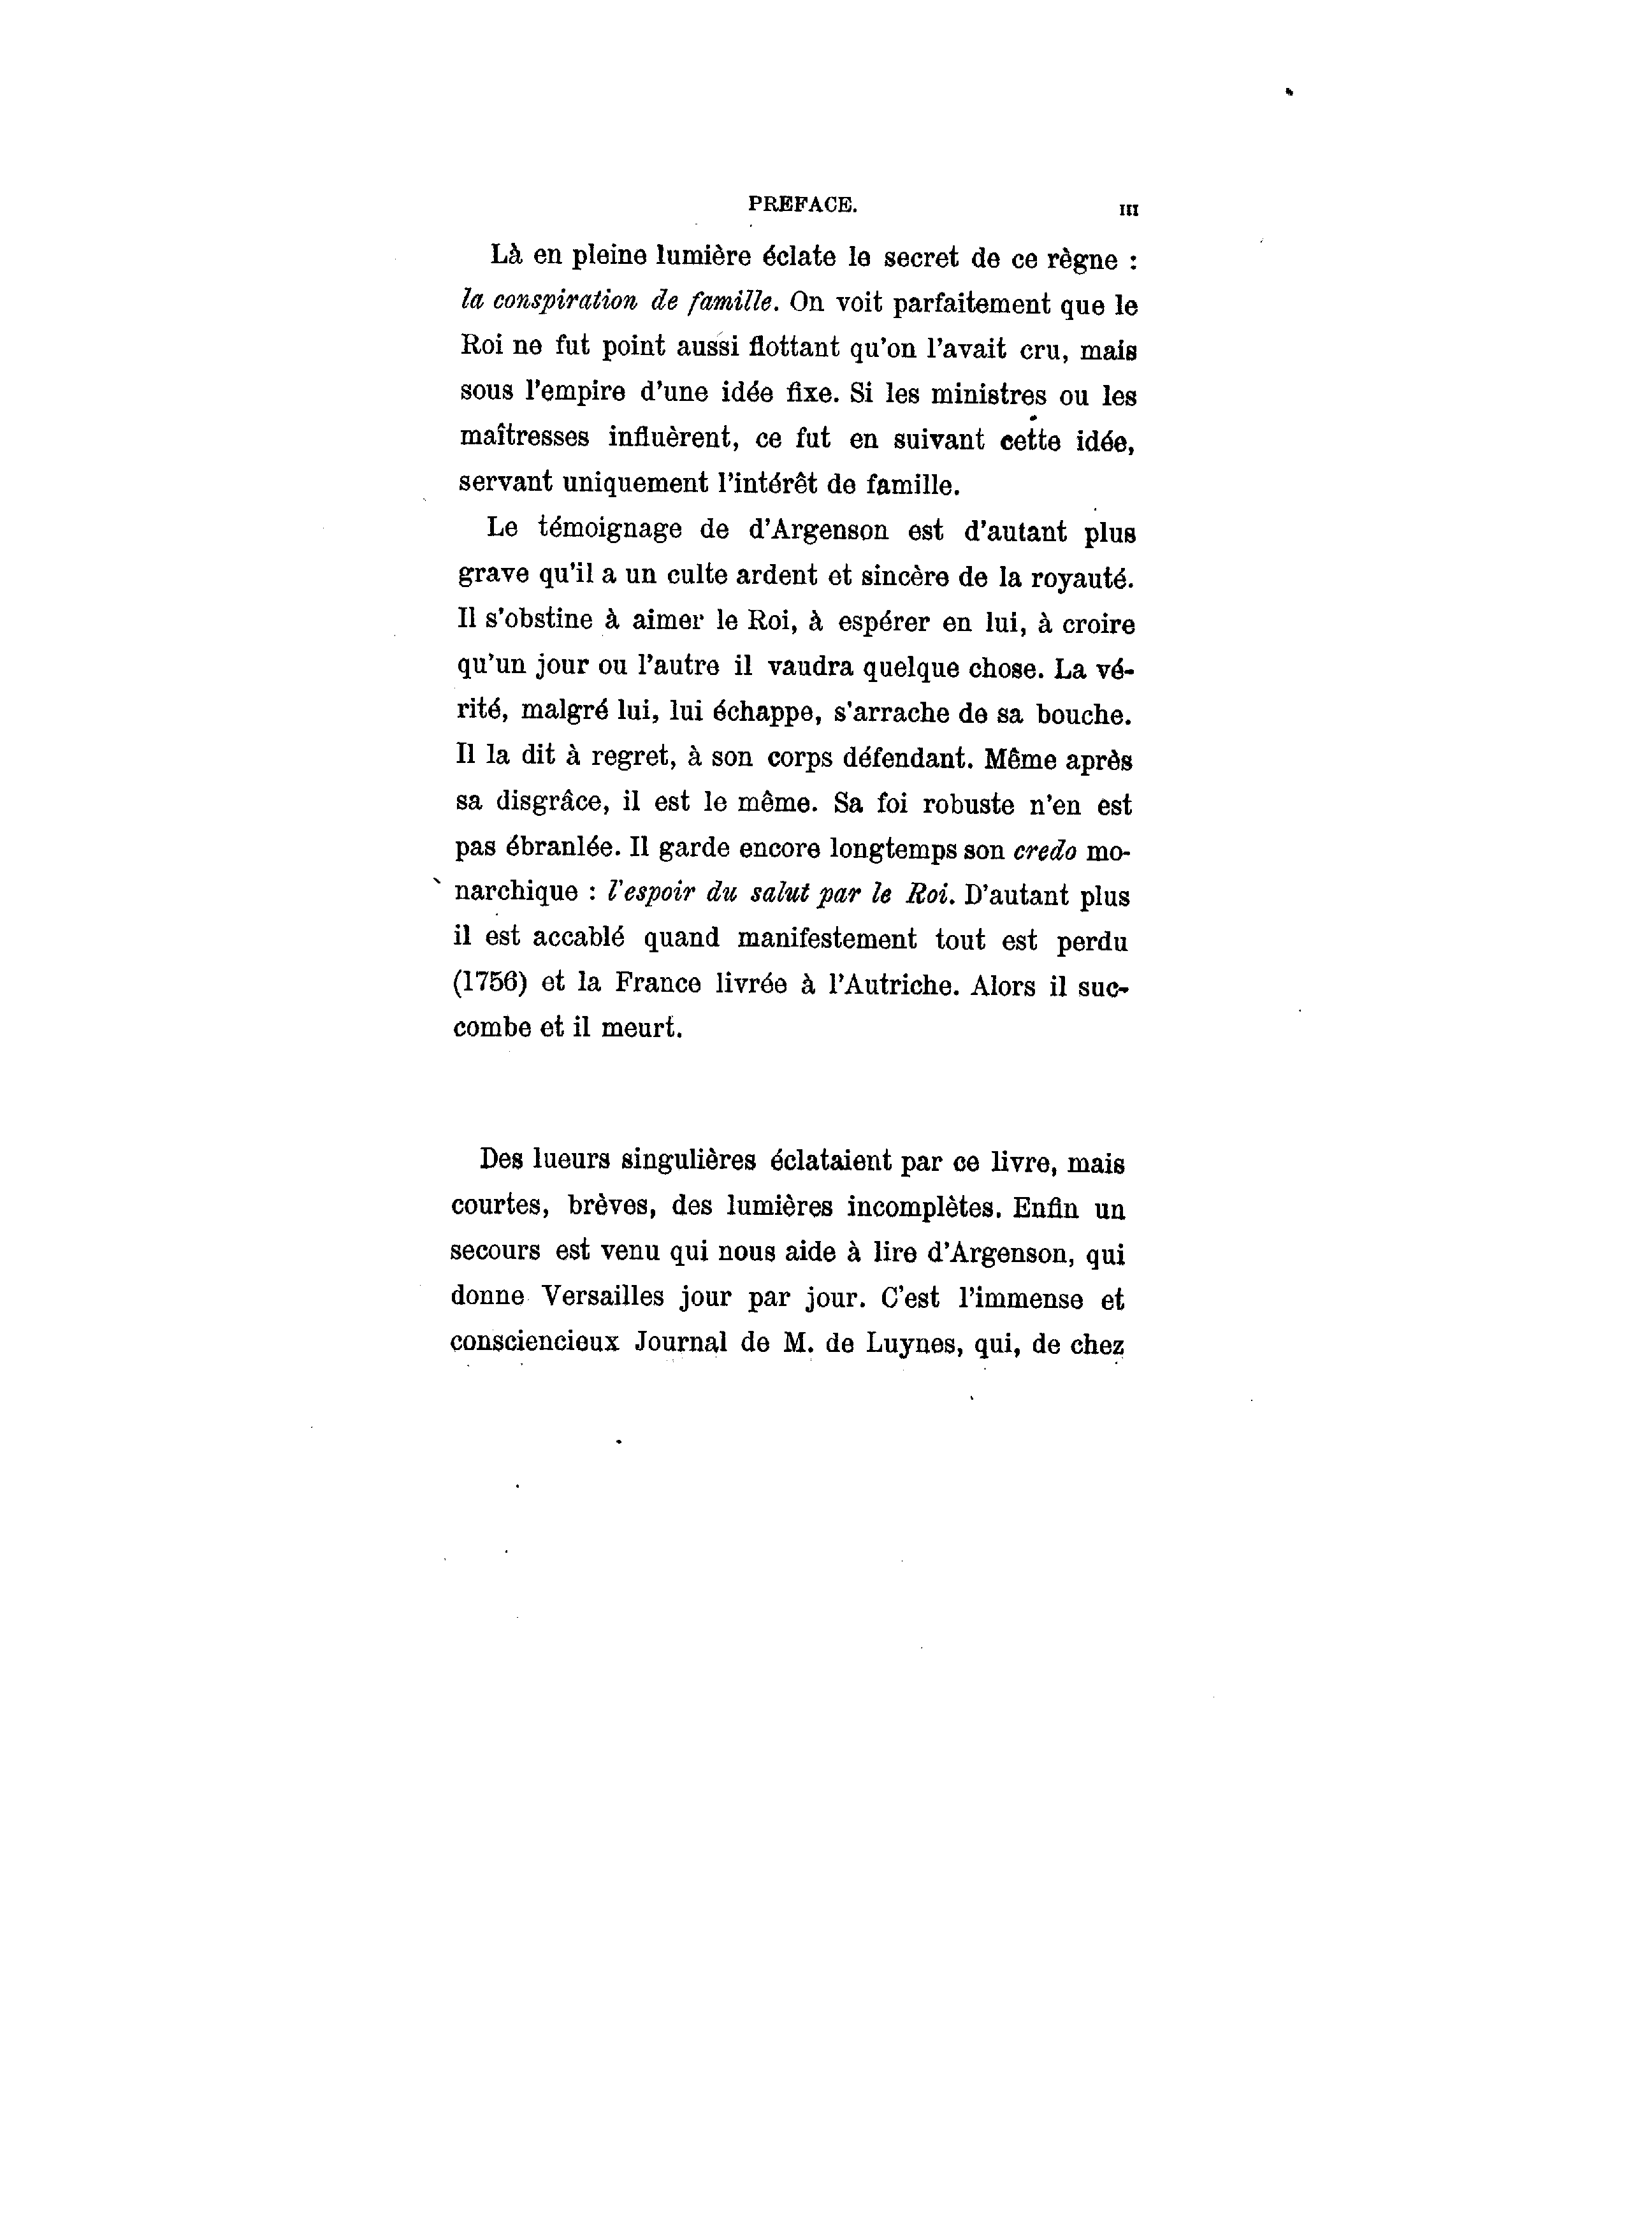 PREFACE. III
Là en pleine lumière éclate le secret de ce règne :
la conspiration de famille. On voit parfaitement que le
Roi ne fut point aussi flottant qu'on l'avait cru, mais
sous l'empire d'une idée fixe. Si les ministres ou les
maîtresses influèrent, ce fut en suivant cette idée,
servant uniquement l'intérêt de famille.
Le témoignage de d'Argenson est d'autant plus
grave qu'il a un culte ardent et sincère de la royauté.
Il s'obstine à aimer le Roi, à espérer en lui, à croire
qu'un jour ou l'autre il vaudra quelque chose. La vé-
rité, malgré lui, lui échappe, s'arrache de sa bouche.
Il la dit à regret, à son corps défendant. Même après
sa disgrâce, il est le même. Sa foi robuste n'en est
pas ébranlée. Il garde encore longtemps son credo mo-
narchique : l'espoir du salut par le Roi. D'autant plus
il est accablé quand manifestement tout est perdu
(1756) et la France livrée à l'Autriche. Alors il suc-
combe et il meurt.
Des lueurs singulières éclataient par ce livre, mais
courtes, brèves, des lumières incomplètes. Enfin un
secours est venu qui nous aide à lire d'Argenson, qui
donne Versailles jour par jour. C'est l'immense et
consciencieux Journal de M. de Luynes, qui, de chez